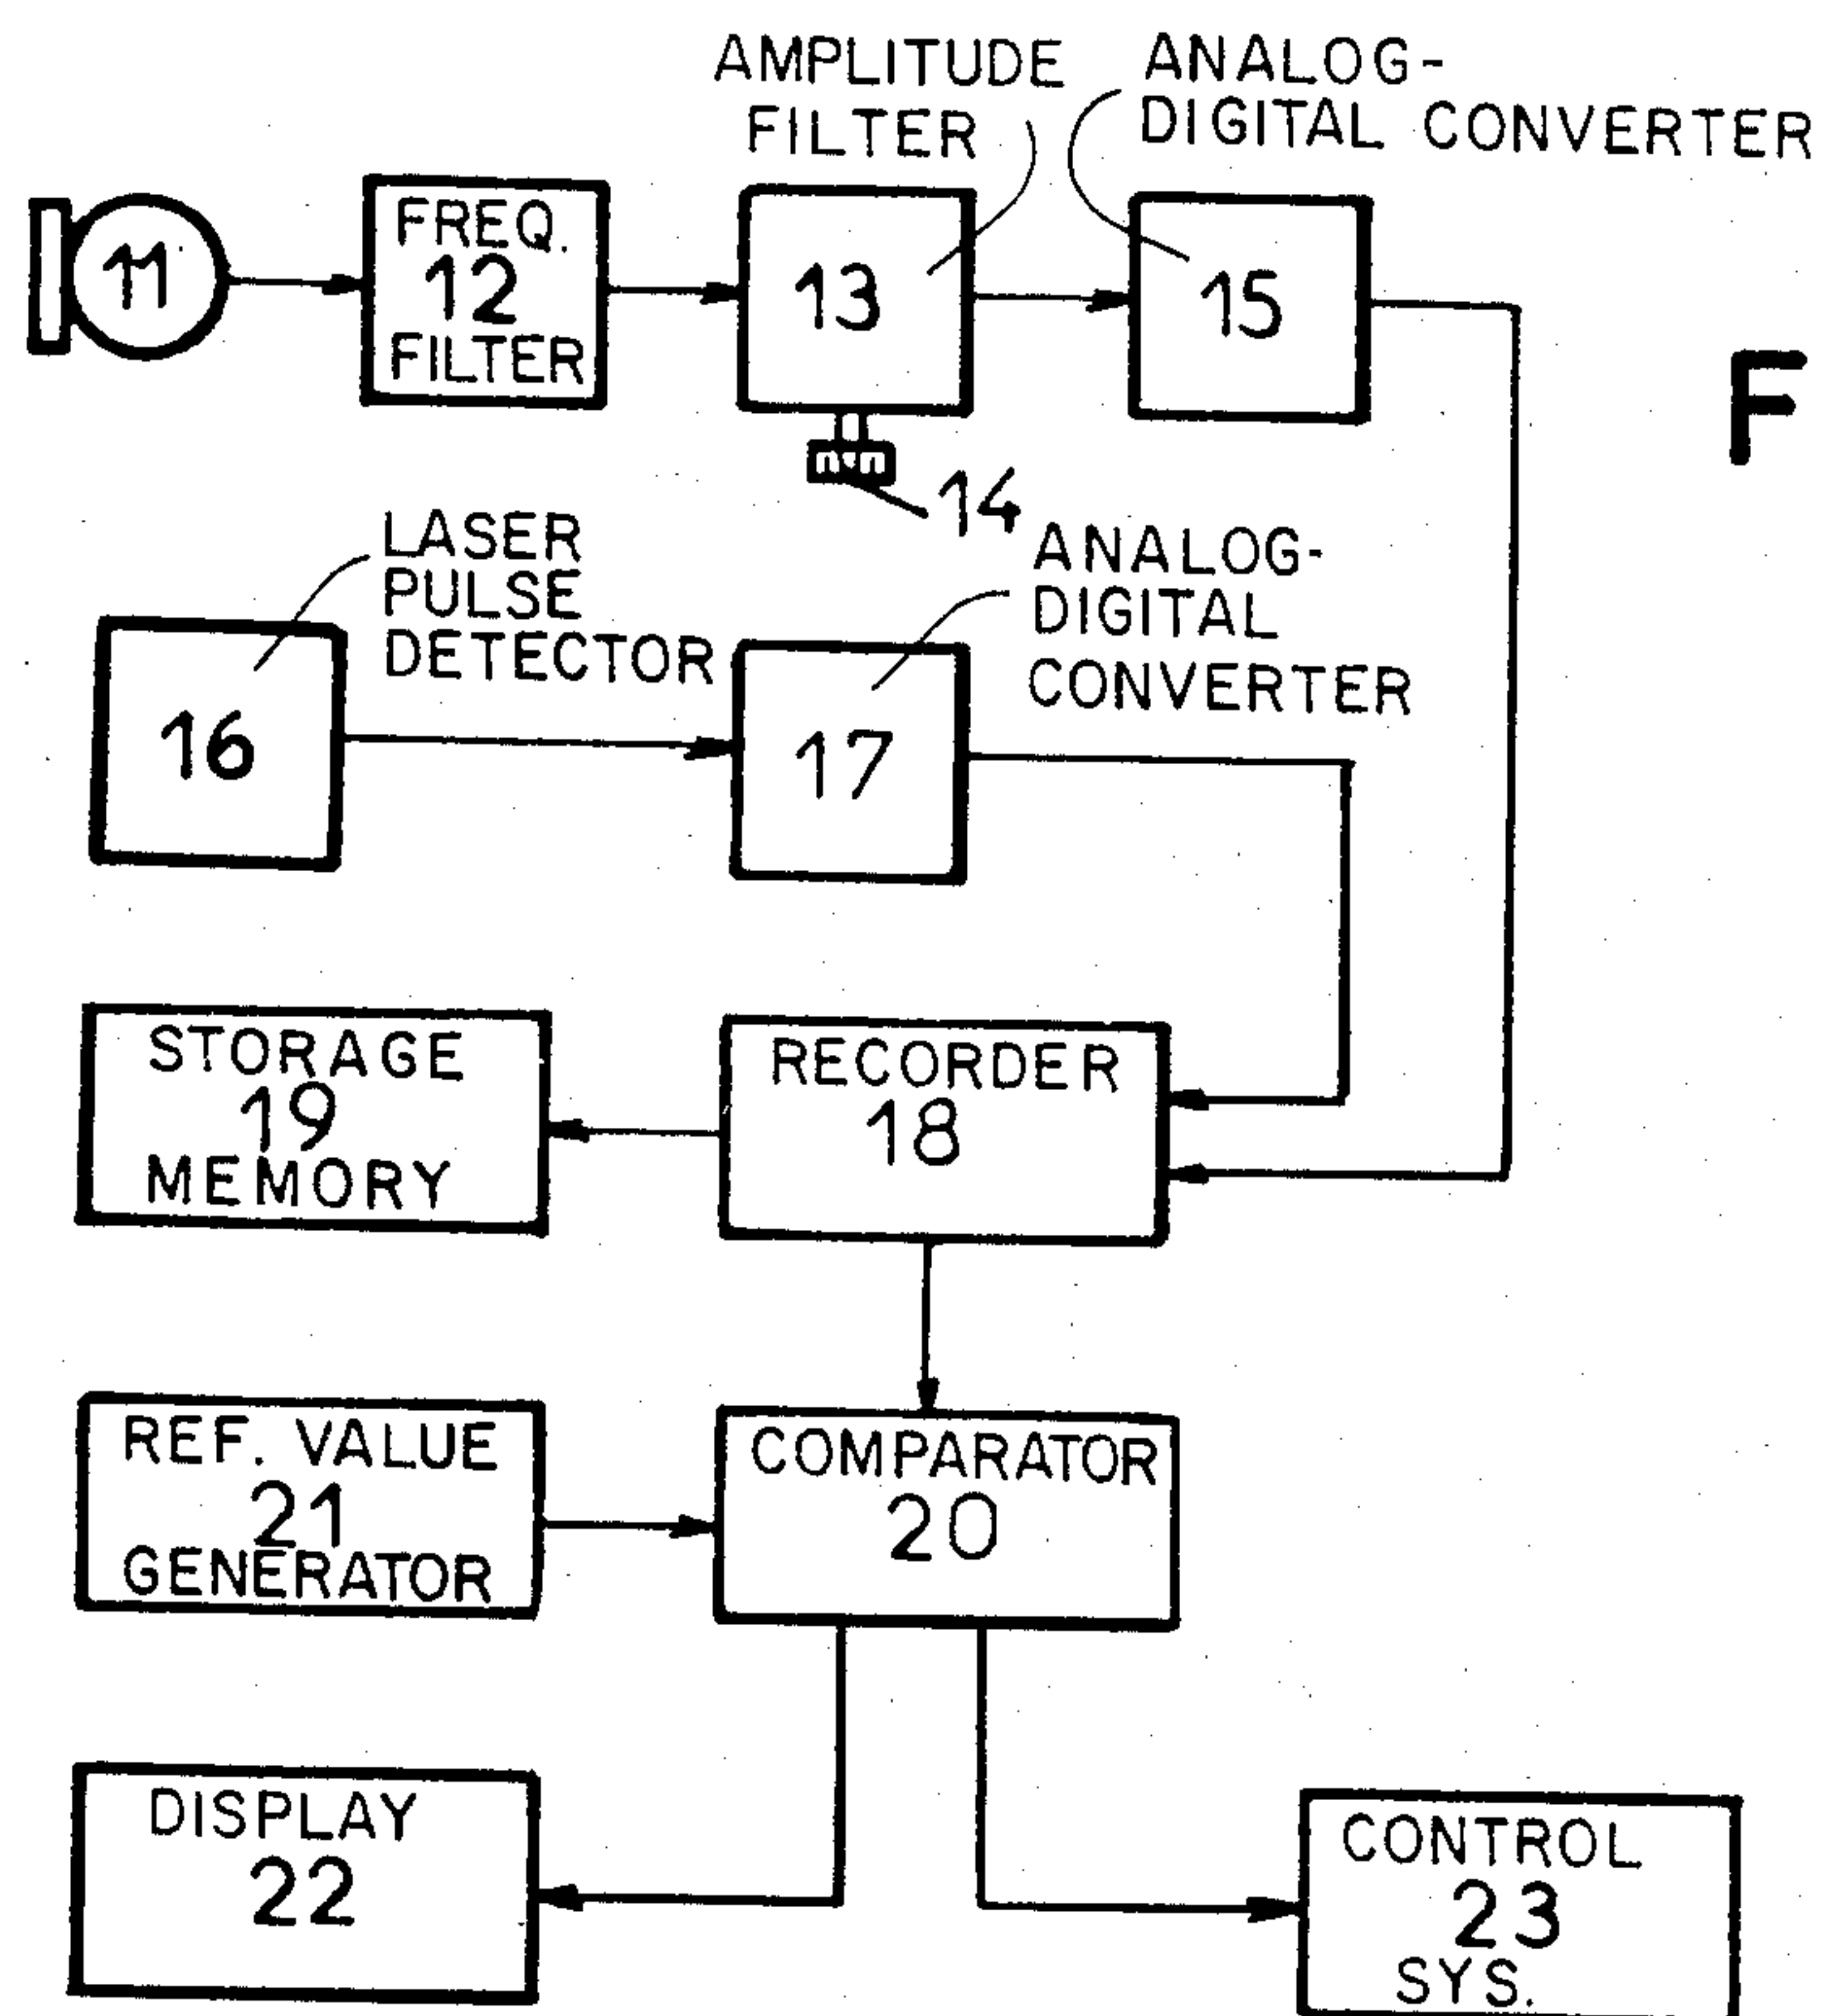 AMPLITUDE
FILTER
ANALOG-
DIGITAL CONVERTER
11
FREQ.
12
FILTER
13
15
F
14
LASER
PULSE
DETECTOR
ANALOG-
DIGITAL
CONVERTER
16
17
STORAGE
19
MEMORY
RECORDER
18
REF. VALUE
21
GENERATOR
COMPARATOR
20
DISPLAY
22
CONTROL
23
SYS.